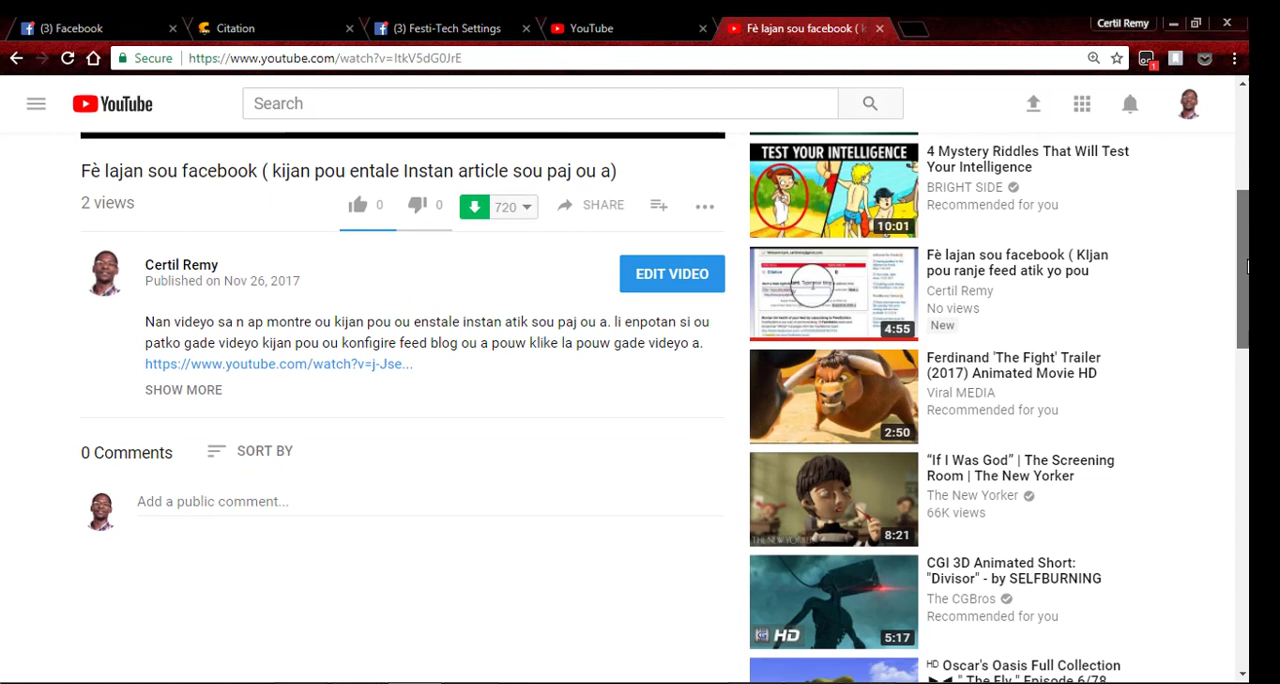 (3) Facebook
Citation
(3) Festi-Tech Settings
YouTube
Fè lajan sou facebook ( k
Certil Remy
Secure
https://www.youtube.com/watch?v=ItkV5dG0JrE
1
YouTube
Search
Fè lajan sou facebook ( kijan pou entale Instan article sou paj ou a)
2 views
0
0
720
SHARE
Certil Remy
Published on Nov 26, 2017
EDIT VIDEO
Nan videyo sa n ap montre ou kijan pou ou enstale instan atik sou paj ou a. li enpotan si ou
patko gade videyo kijan pou ou konfigire feed blog ou a pouw klike la pouw gade videyo a.
https://www.youtube.com/watch?v=j-Jse...
SHOW MORE
0 Comments
SORT BY
Add a public comment...
TEST YOUR INTELLIGENCE
10:01
4 Mystery Riddles That Will Test
Your Intelligence
BRIGHT SIDE
Recommended for you
4:55
Fè lajan sou facebook ( KIjan
pou ranje feed atik yo pou
Certil Remy
No views
New
2:50
Ferdinand 'The Fight' Trailer
(2017) Animated Movie HD
Viral MEDIA
Recommended for you
THE NEW YORKER
8:21
“If I Was God” | The Screening
Room | The New Yorker
The New Yorker
66K views
HD
5:17
CGI 3D Animated Short:
"Divisor" - by SELFBURNING
The CGBros
Recommended for you
HD Oscar's Oasis Full Collection
►◄ " The Fly " Episode 6/78